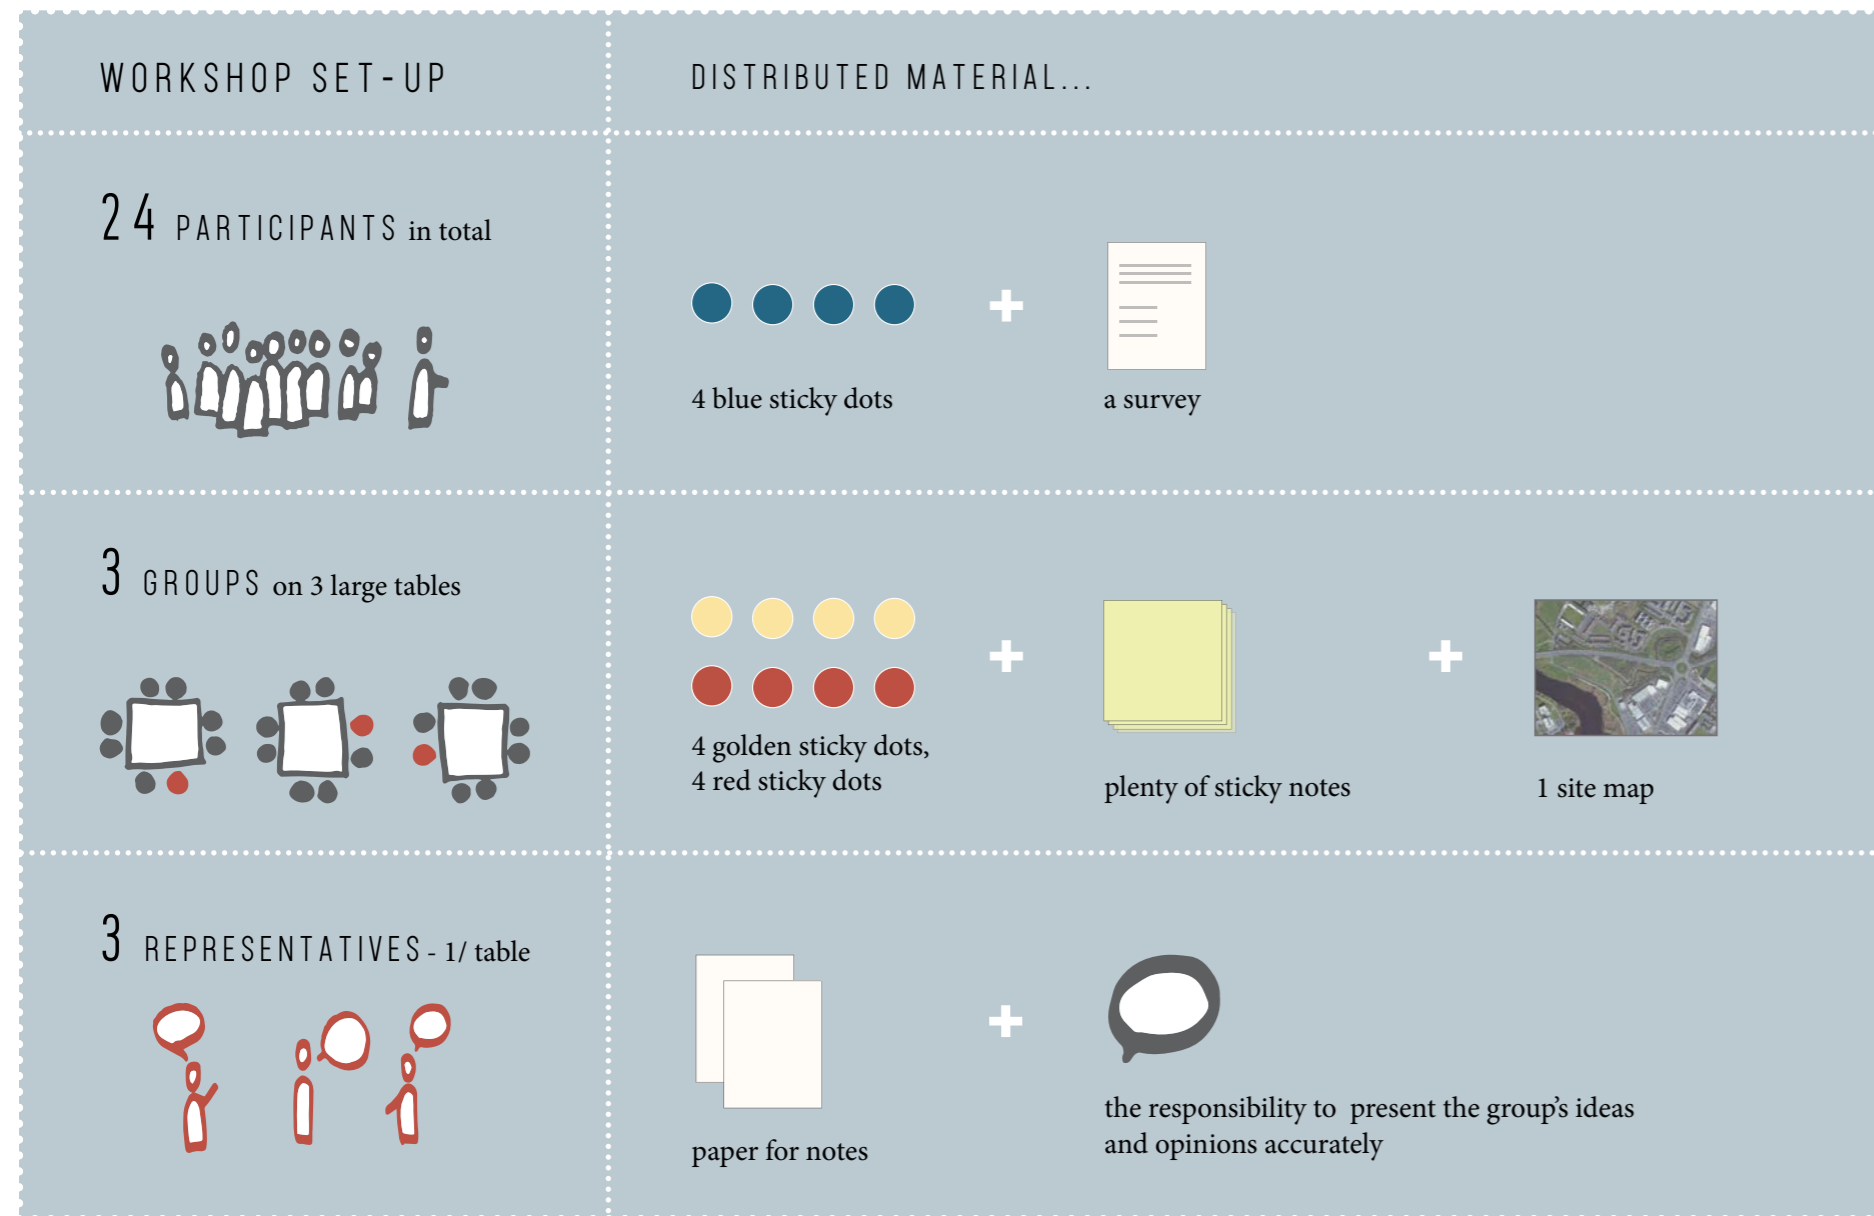 WORKSHOP SET-UP
DISTRIBUTED MATERIAL...
24 PARTICIPANTS in total
4 blue sticky dots
a survey
3 GROUPS on 3 large tables
4 golden sticky dots,
4 red sticky dots
plenty of sticky notes
1 site map
3 REPRESENTATIVES - 1/ table
paper for notes
the responsibility to present the group's ideas
and opinions accurately